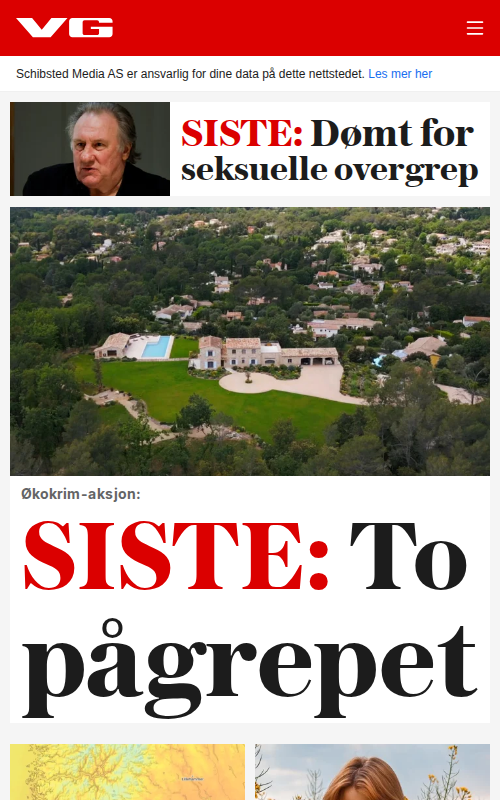 VG
Schibsted Media AS er ansvarlig for dine data på dette nettstedet. Les mer her
SISTE: Dømt for
seksuelle overgrep
Økokrim-aksjon:
SISTE: To
pågrepet